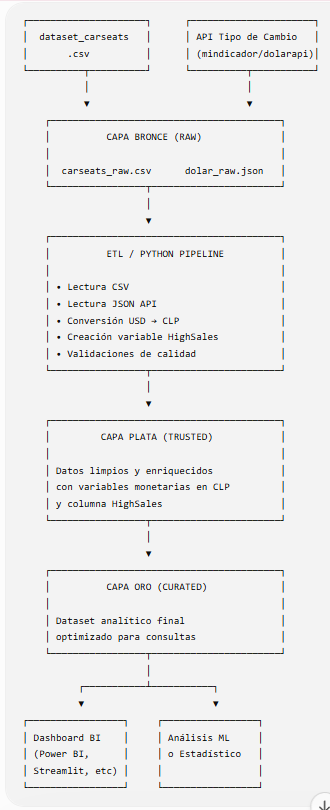 dataset_carseats
.csv
API Tipo de Cambio
(mindicador/dolarapi)
CAPA BRONCE (RAW)
carseats_raw.csv dolar_raw.json
ETL / PYTHON PIPELINE
• Lectura CSV
• Lectura JSON API
• Conversión USD → CLP
• Creación variable HighSales
• Validaciones de calidad
CAPA PLATA (TRUSTED)
Datos limpios y enriquecidos
con variables monetarias en CLP
y columna HighSales
CAPA ORO (CURATED)
Dataset analítico final
optimizado para consultas
Dashboard BI
(Power BI,
Streamlit, etc)
Análisis ML
o Estadístico